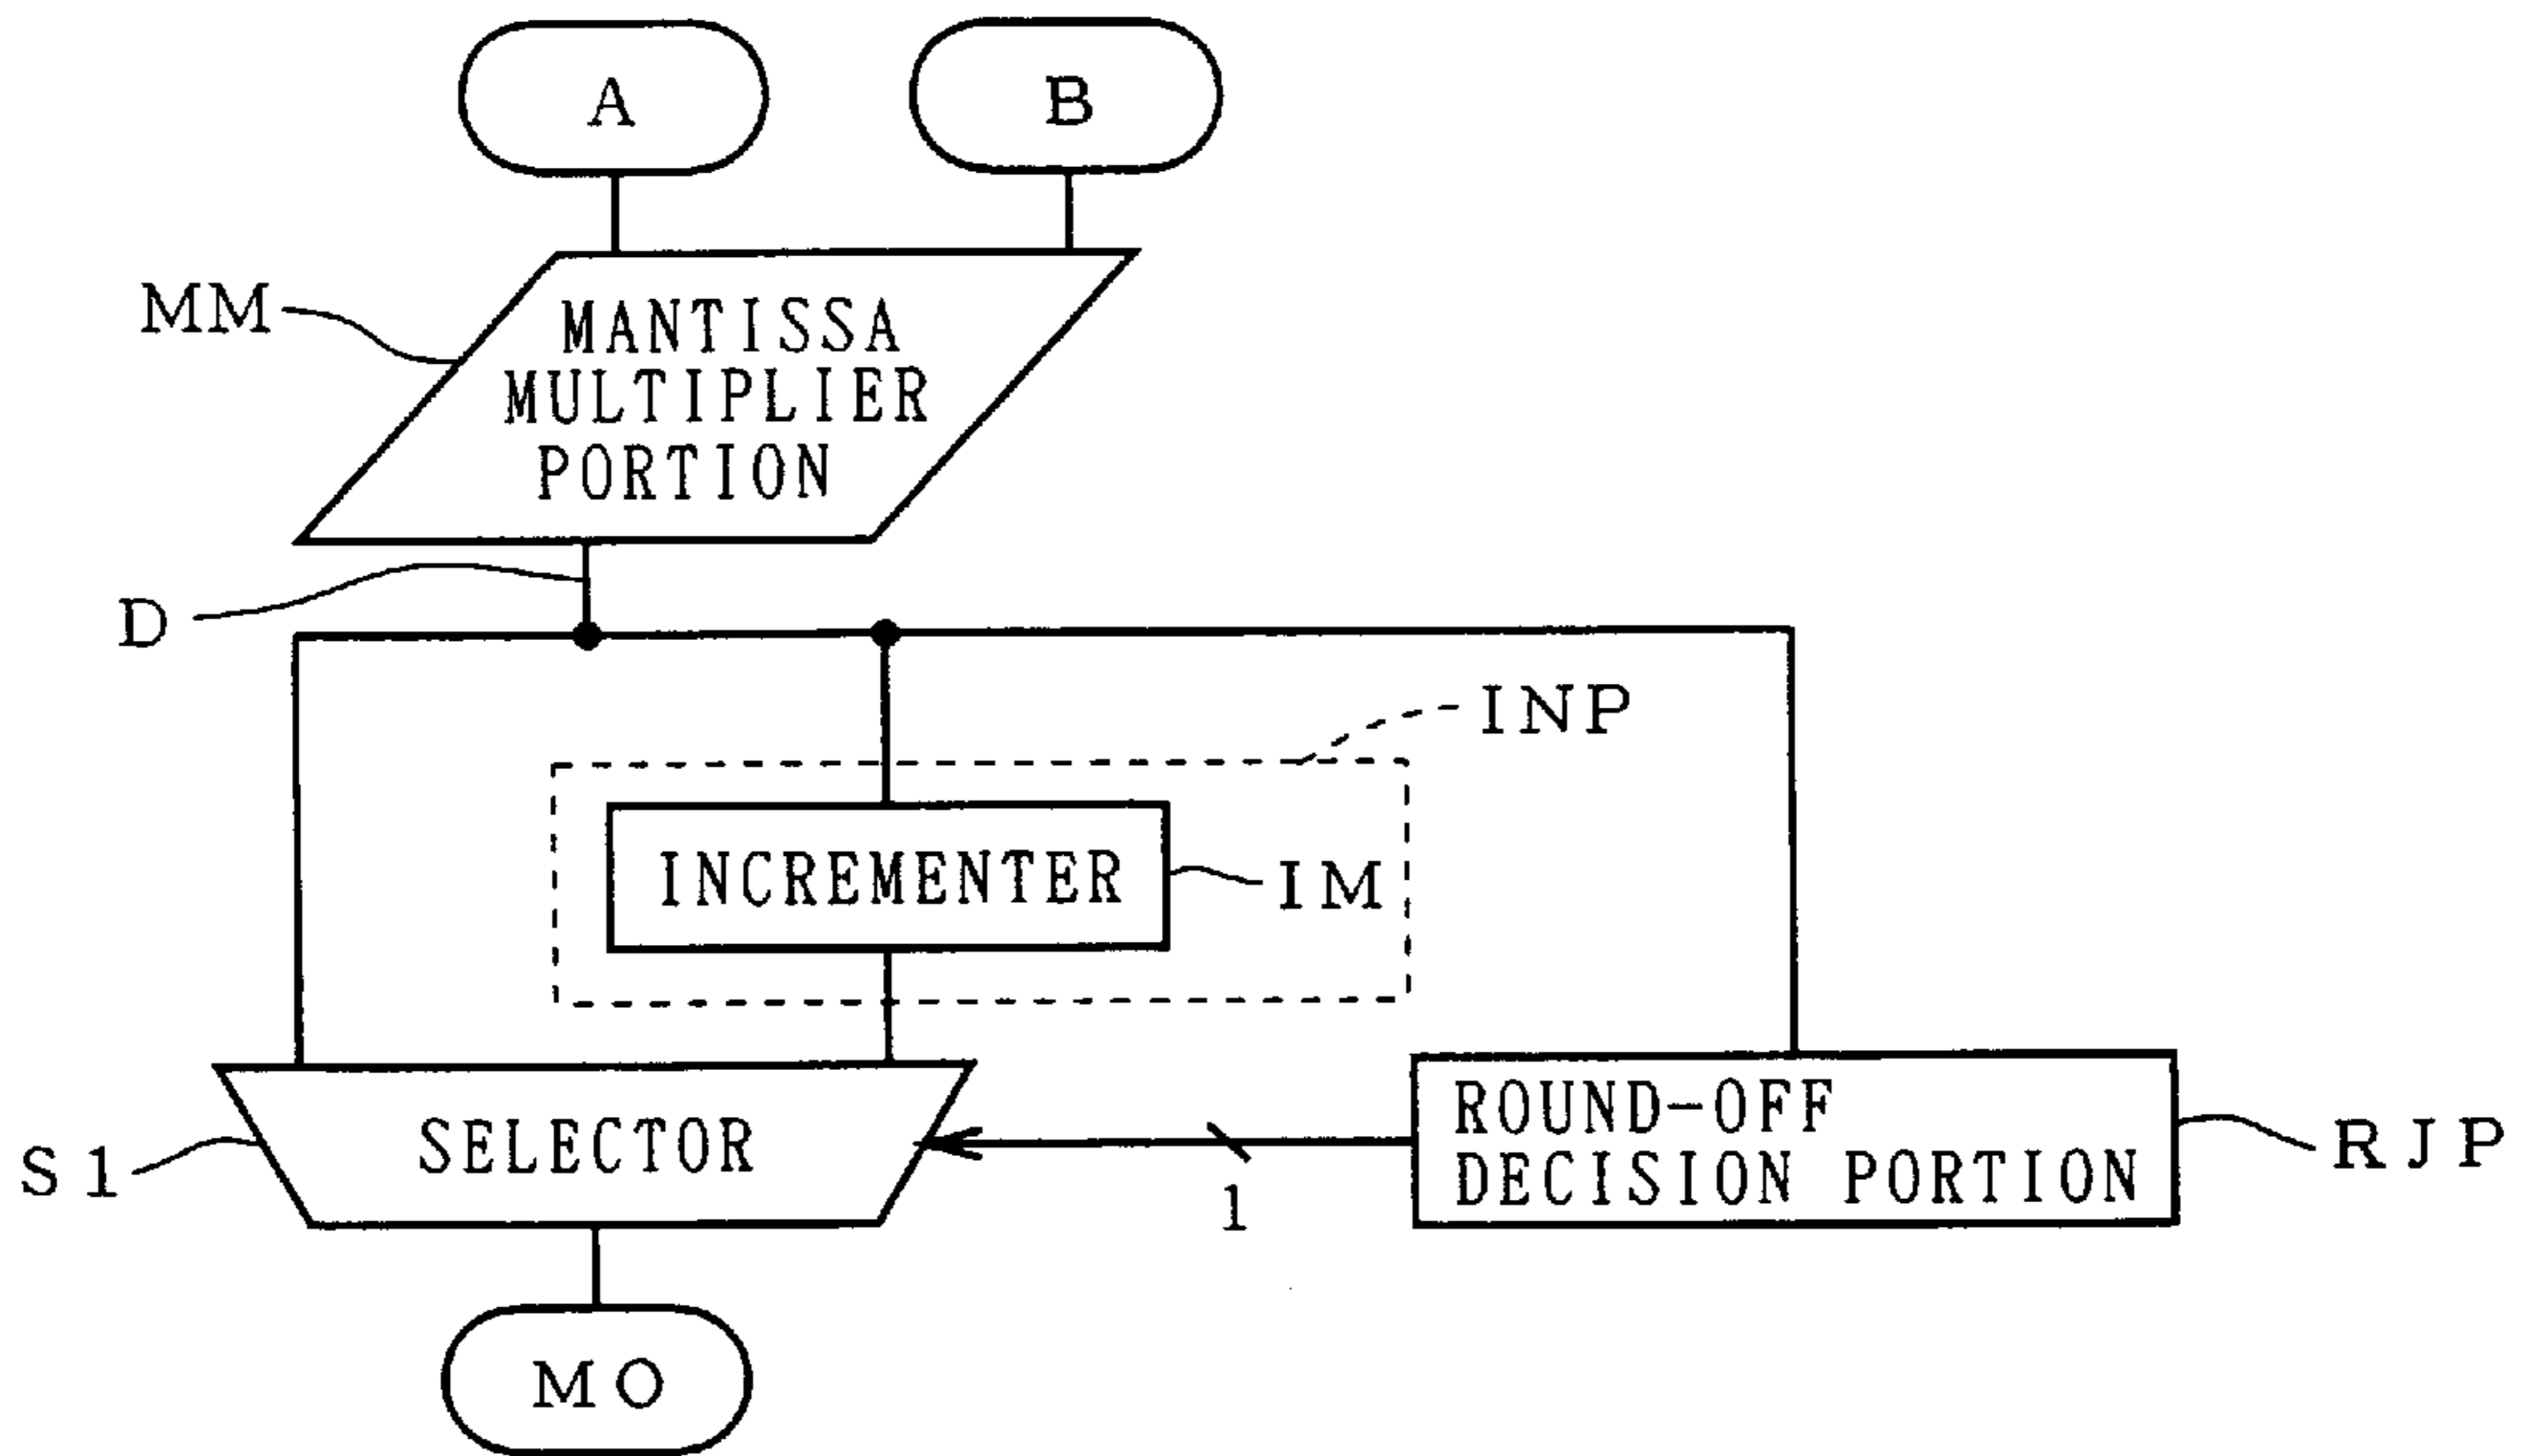 A
B
MM
MANTISSA
MULTIPLIER
PORTION
D
INP
INCREMENTER
IM
S1
SELECTOR
1
ROUND-OFF
DECISION PORTION
RJP
MO